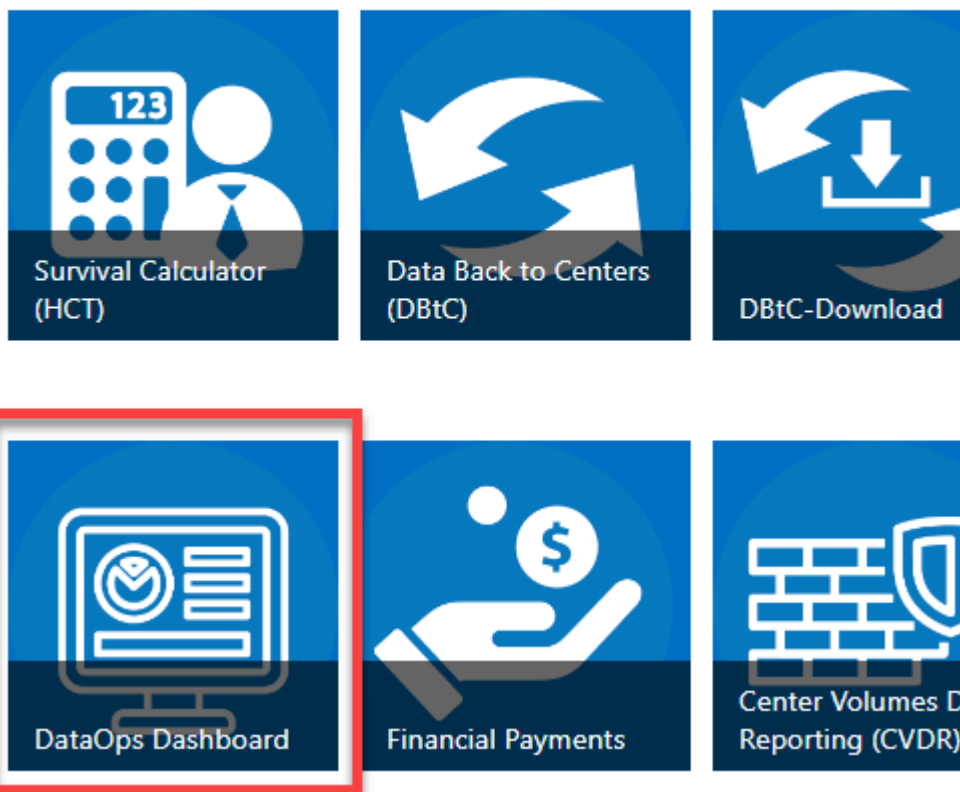 123
Survival Calculator
(HCT)
Data Back to Centers
(DBtC)
DBtC-Download
$
DataOps Dashboard
Financial Payments
Center Volumes D
Reporting (CVDR)